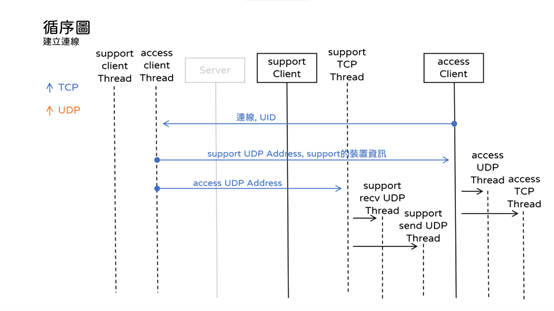 循序圖
建立連線
TCP
UDP
support
client
Thread
access
client
Thread
Server
support
Client
support
TCP
Thread
access
Client
連線, UID
support UDP Address, support的裝置資訊
access UDP Address
support
recv UDP
Thread
support
send UDP
Thread
access
UDP
Thread
access
TCP
Thread